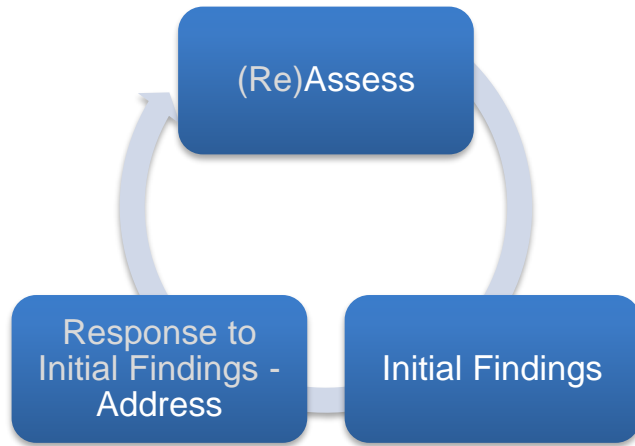 (Re)Assess
Response to
Initial Findings -
Address
Initial Findings